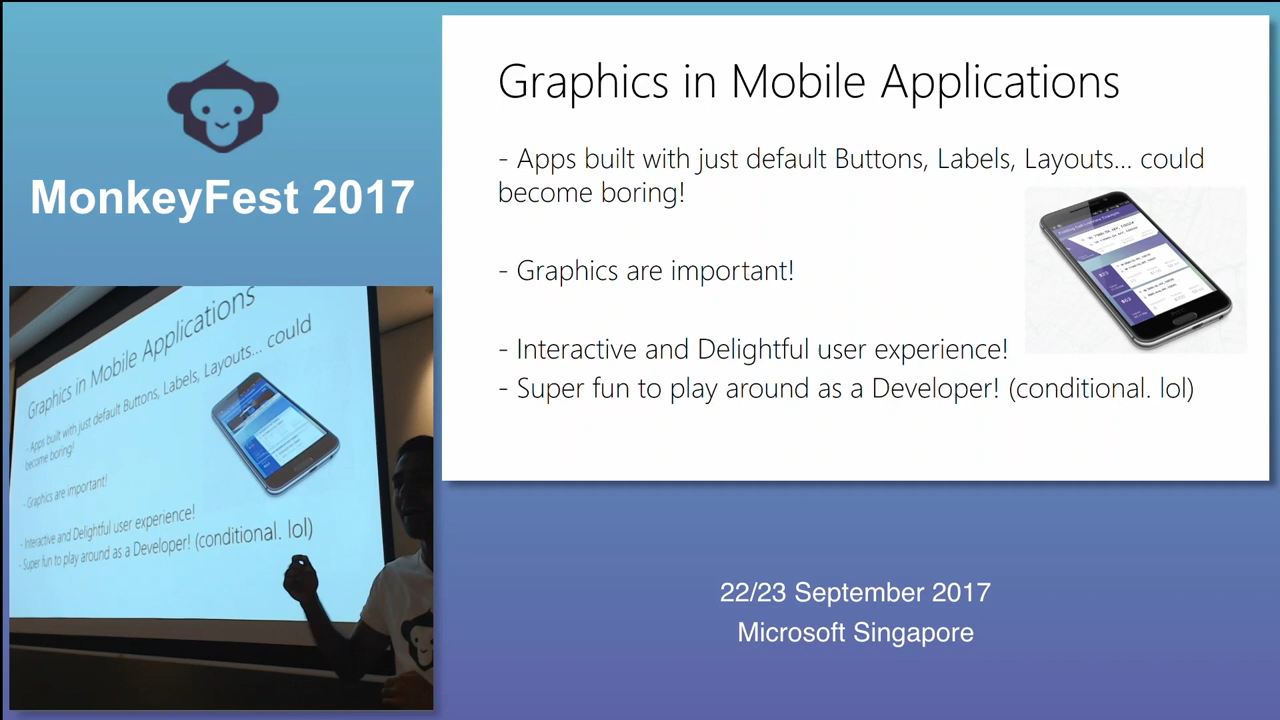 MonkeyFest 2017
Graphics in Mobile Applications
- Apps built with just default Buttons, Labels, Layouts... could
become boring!
- Graphics are important!
- Interactive and Delightful user experience!
- Super fun to play around as a Developer! (conditional. lol)
Graphics in Mobile Applications
- Apps built with just default Buttons, Labels, Layouts... could
become boring!
- Graphics are important!
- Interactive and Delightful user experience!
- Super fun to play around as a Developer! (conditional. lol)
22/23 September 2017
Microsoft Singapore